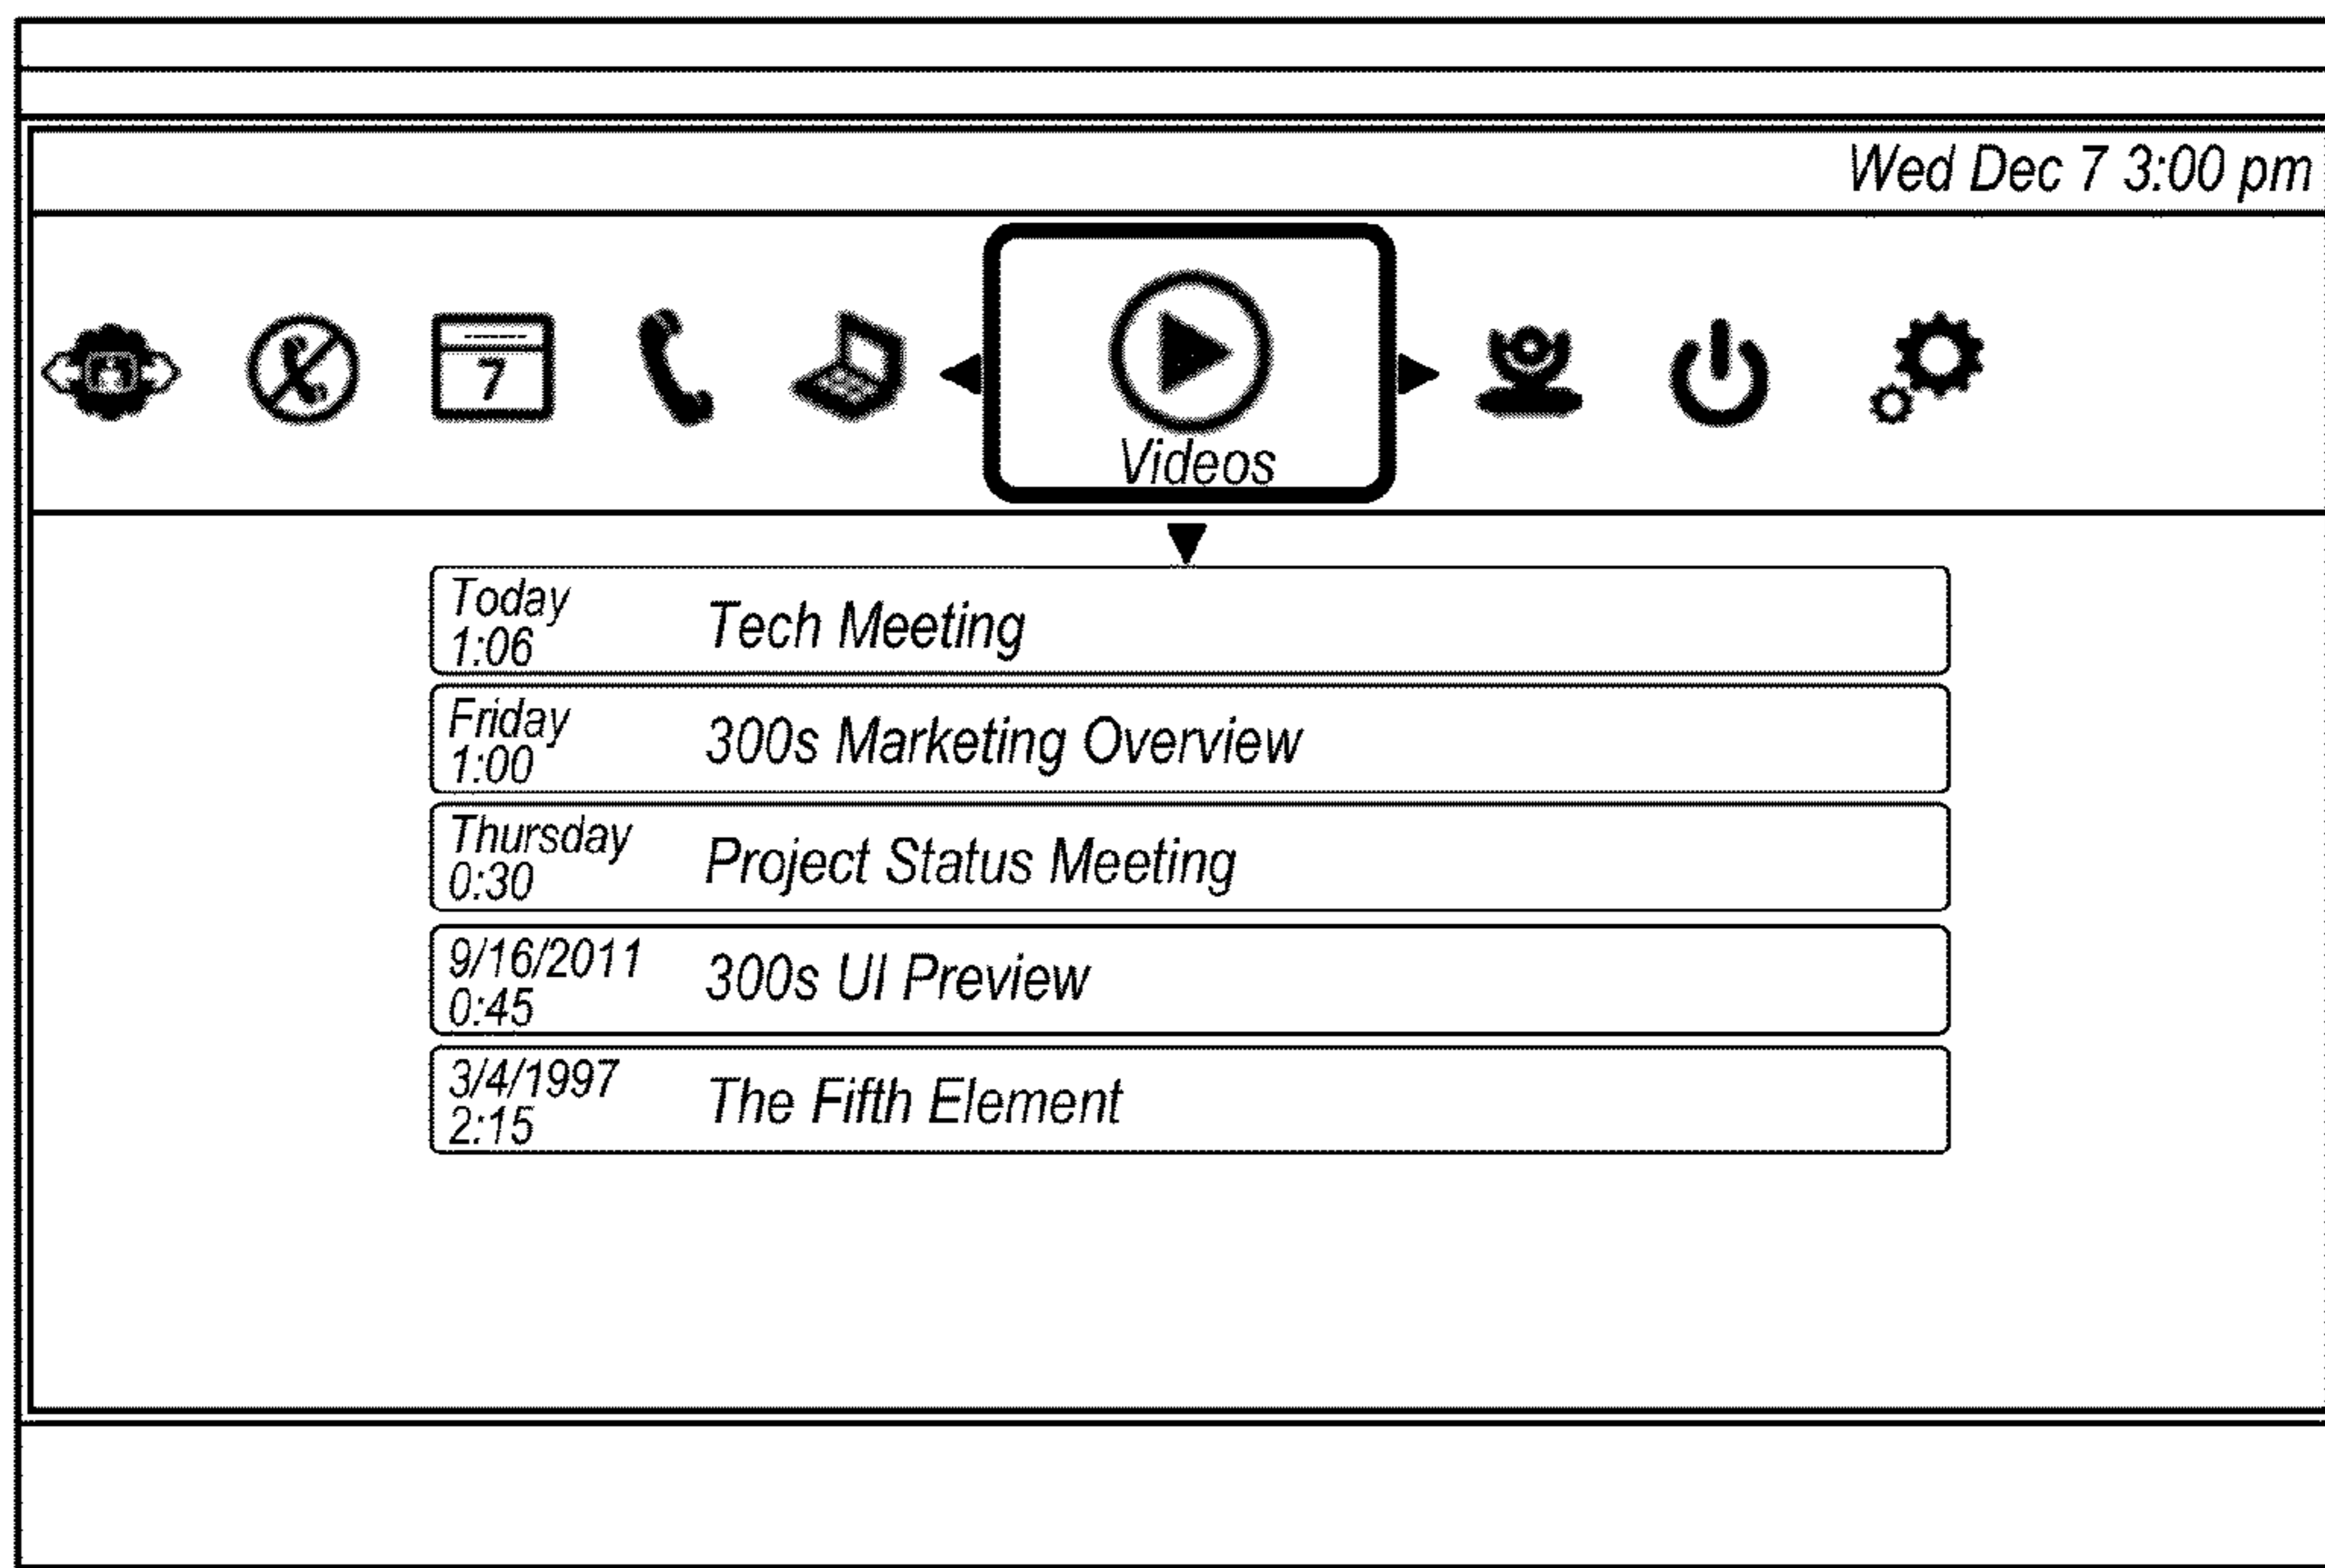 Wed Dec 7 3:00 pm
7
Videos
Today
1:06
Tech Meeting
Friday
1:00
300s Marketing Overview
Thursday
0:30
Project Status Meeting
9/16/2011
0:45
300s UI Preview
3/4/1997
2:15
The Fifth Element